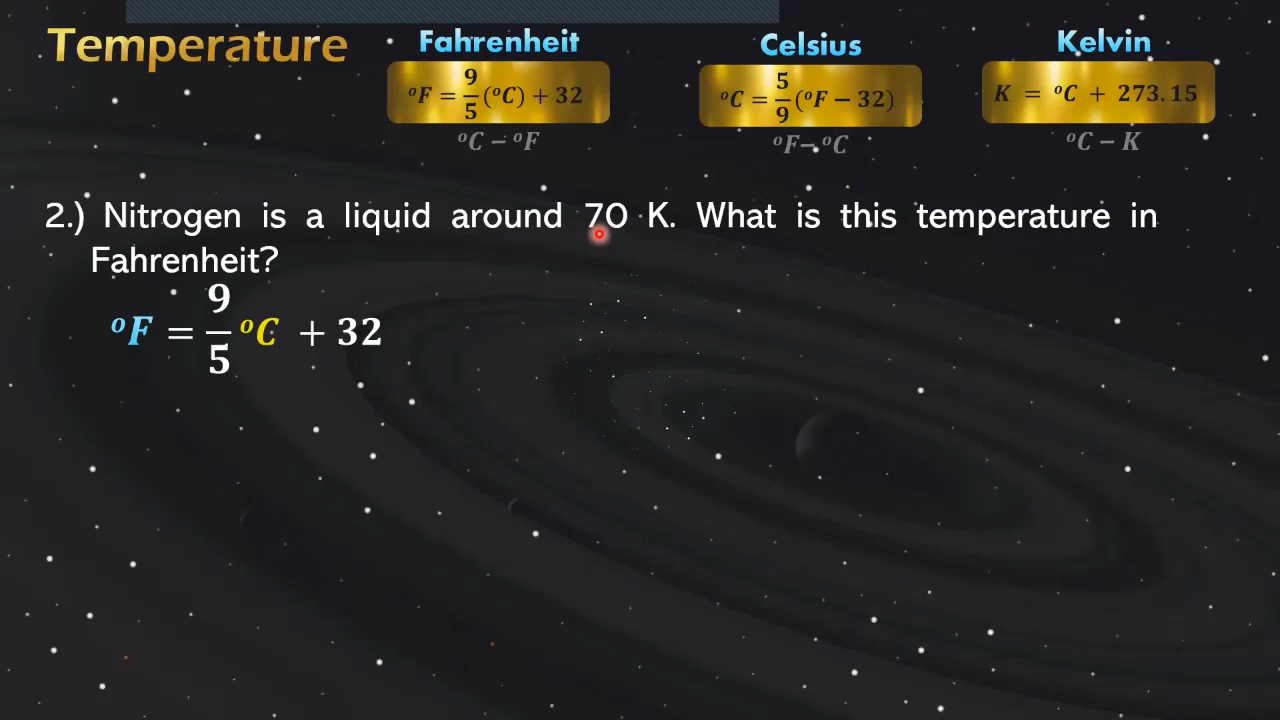 Temperature
Fahrenheit
Celsius
Kelvin
°F = 9/5 (°C) + 32
°C = 5/9 (°F − 32)
K = °C + 273.15
°C − °F
°F − °C
°C − K
2.) Nitrogen is a liquid around 70 K. What is this temperature in
Fahrenheit?
°F = 9/5 °C + 32